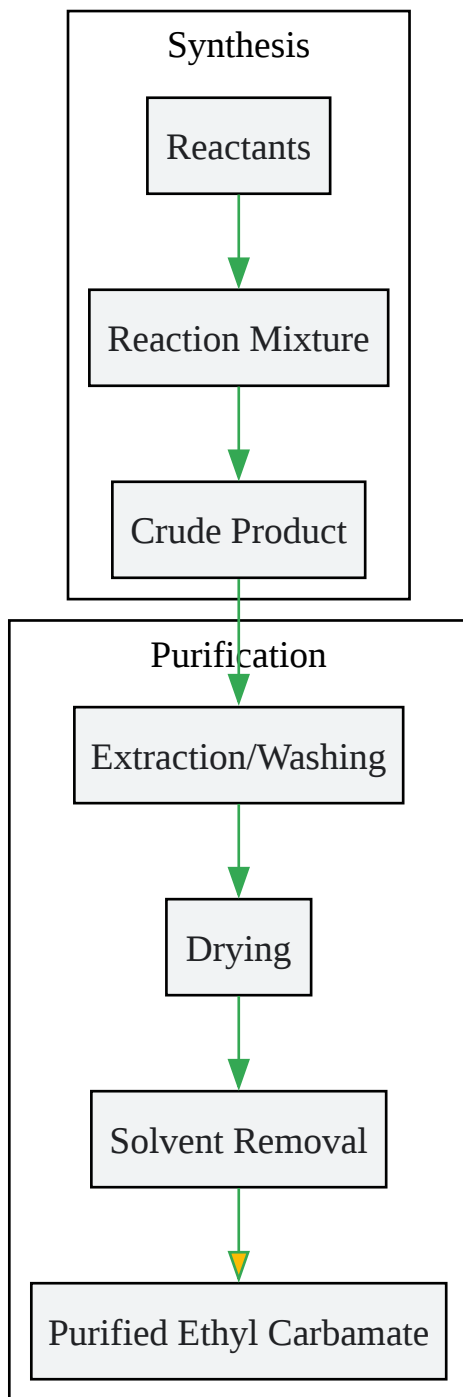 Synthesis
Reactants
Reaction Mixture
Crude Product
Purification
Extraction/Washing
Drying
Solvent Removal
Purified Ethyl Carbamate